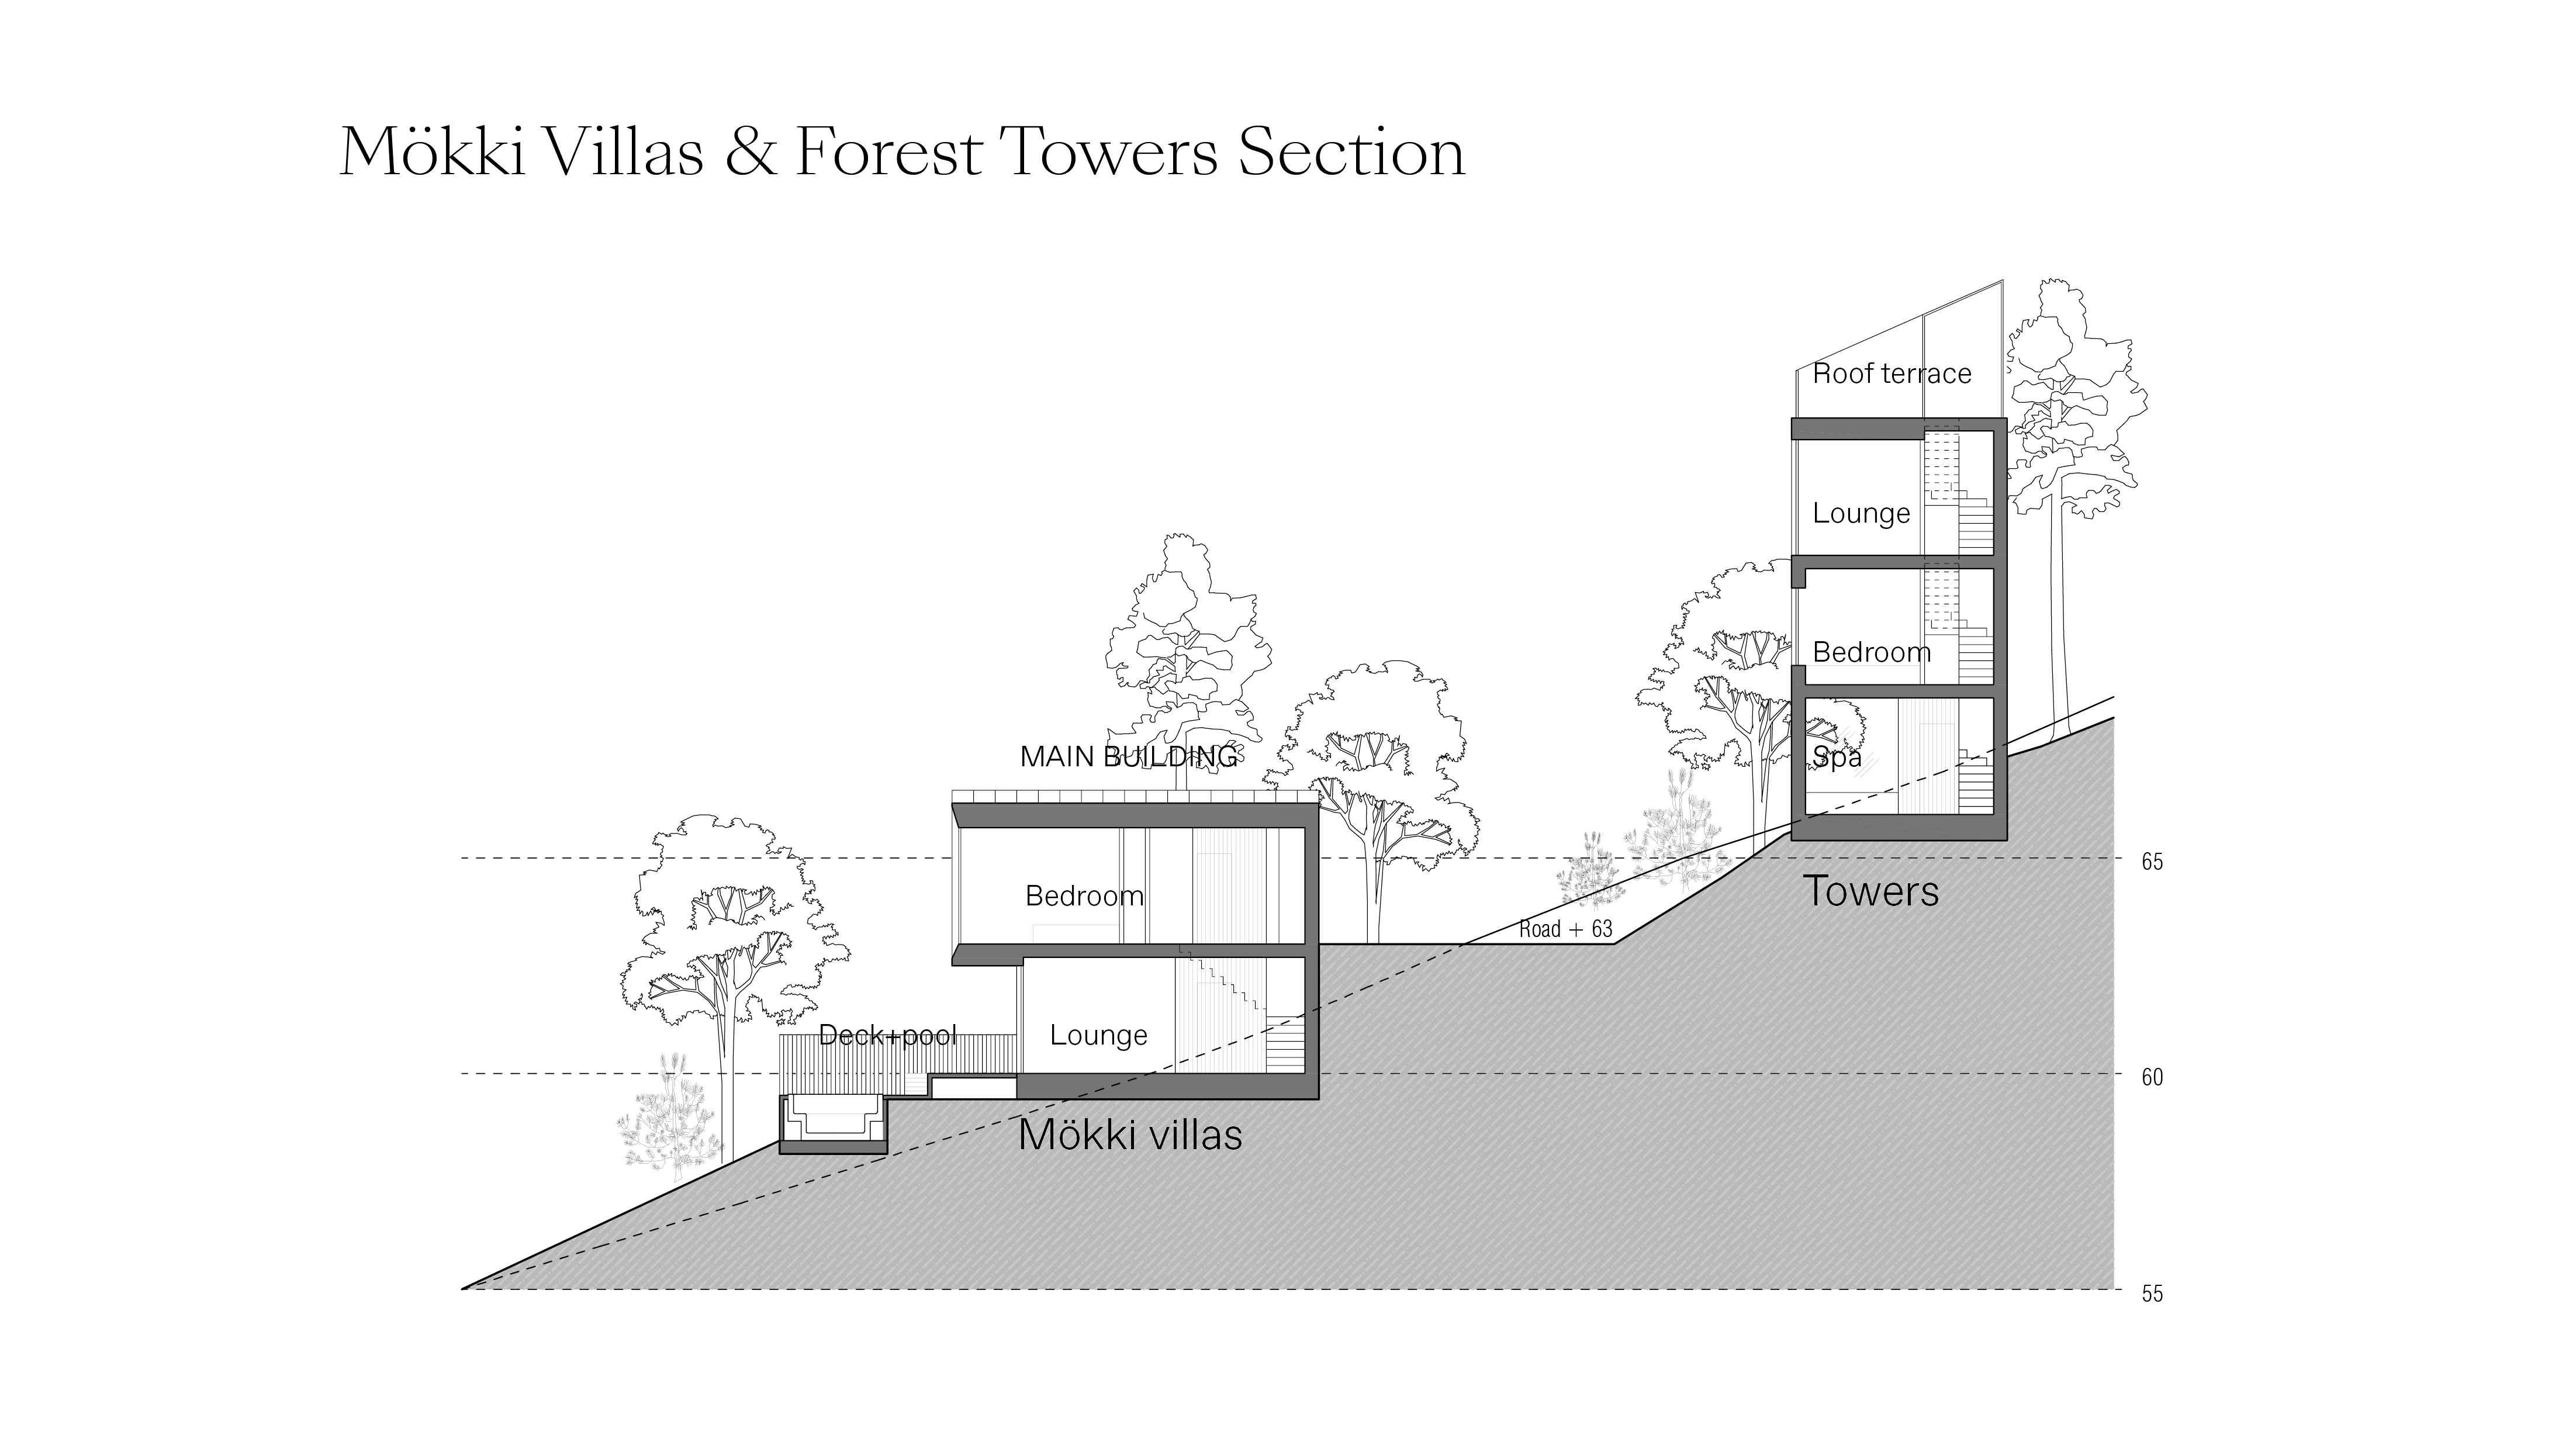 Mökki Villas & Forest Towers Section
Roof terrace
Lounge
Bedroom
Spa
MAIN BUILDING
65
Towers
Bedroom
Road + 63
Deck+pool
Lounge
60
Mökki villas
55